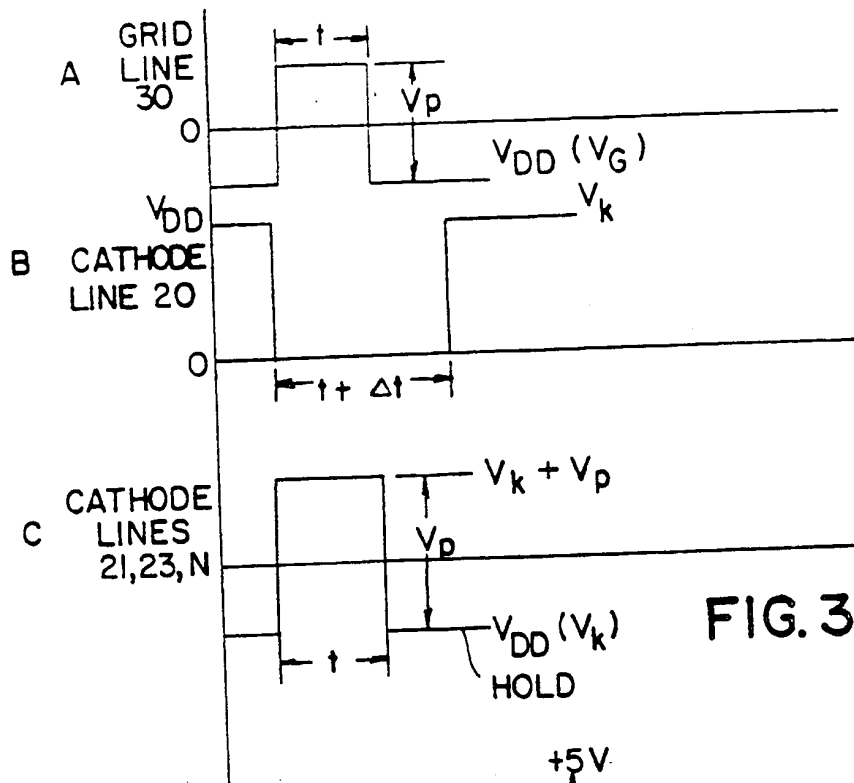 A GRID
LINE
30
t
Vp
0
VDD (VG)
VDD
Vk
B CATHODE
LINE 20
0
t + Δt
C CATHODE
LINES
21,23,N
Vk + Vp
Vp
VDD (Vk)
t
HOLD
FIG. 3
+5V